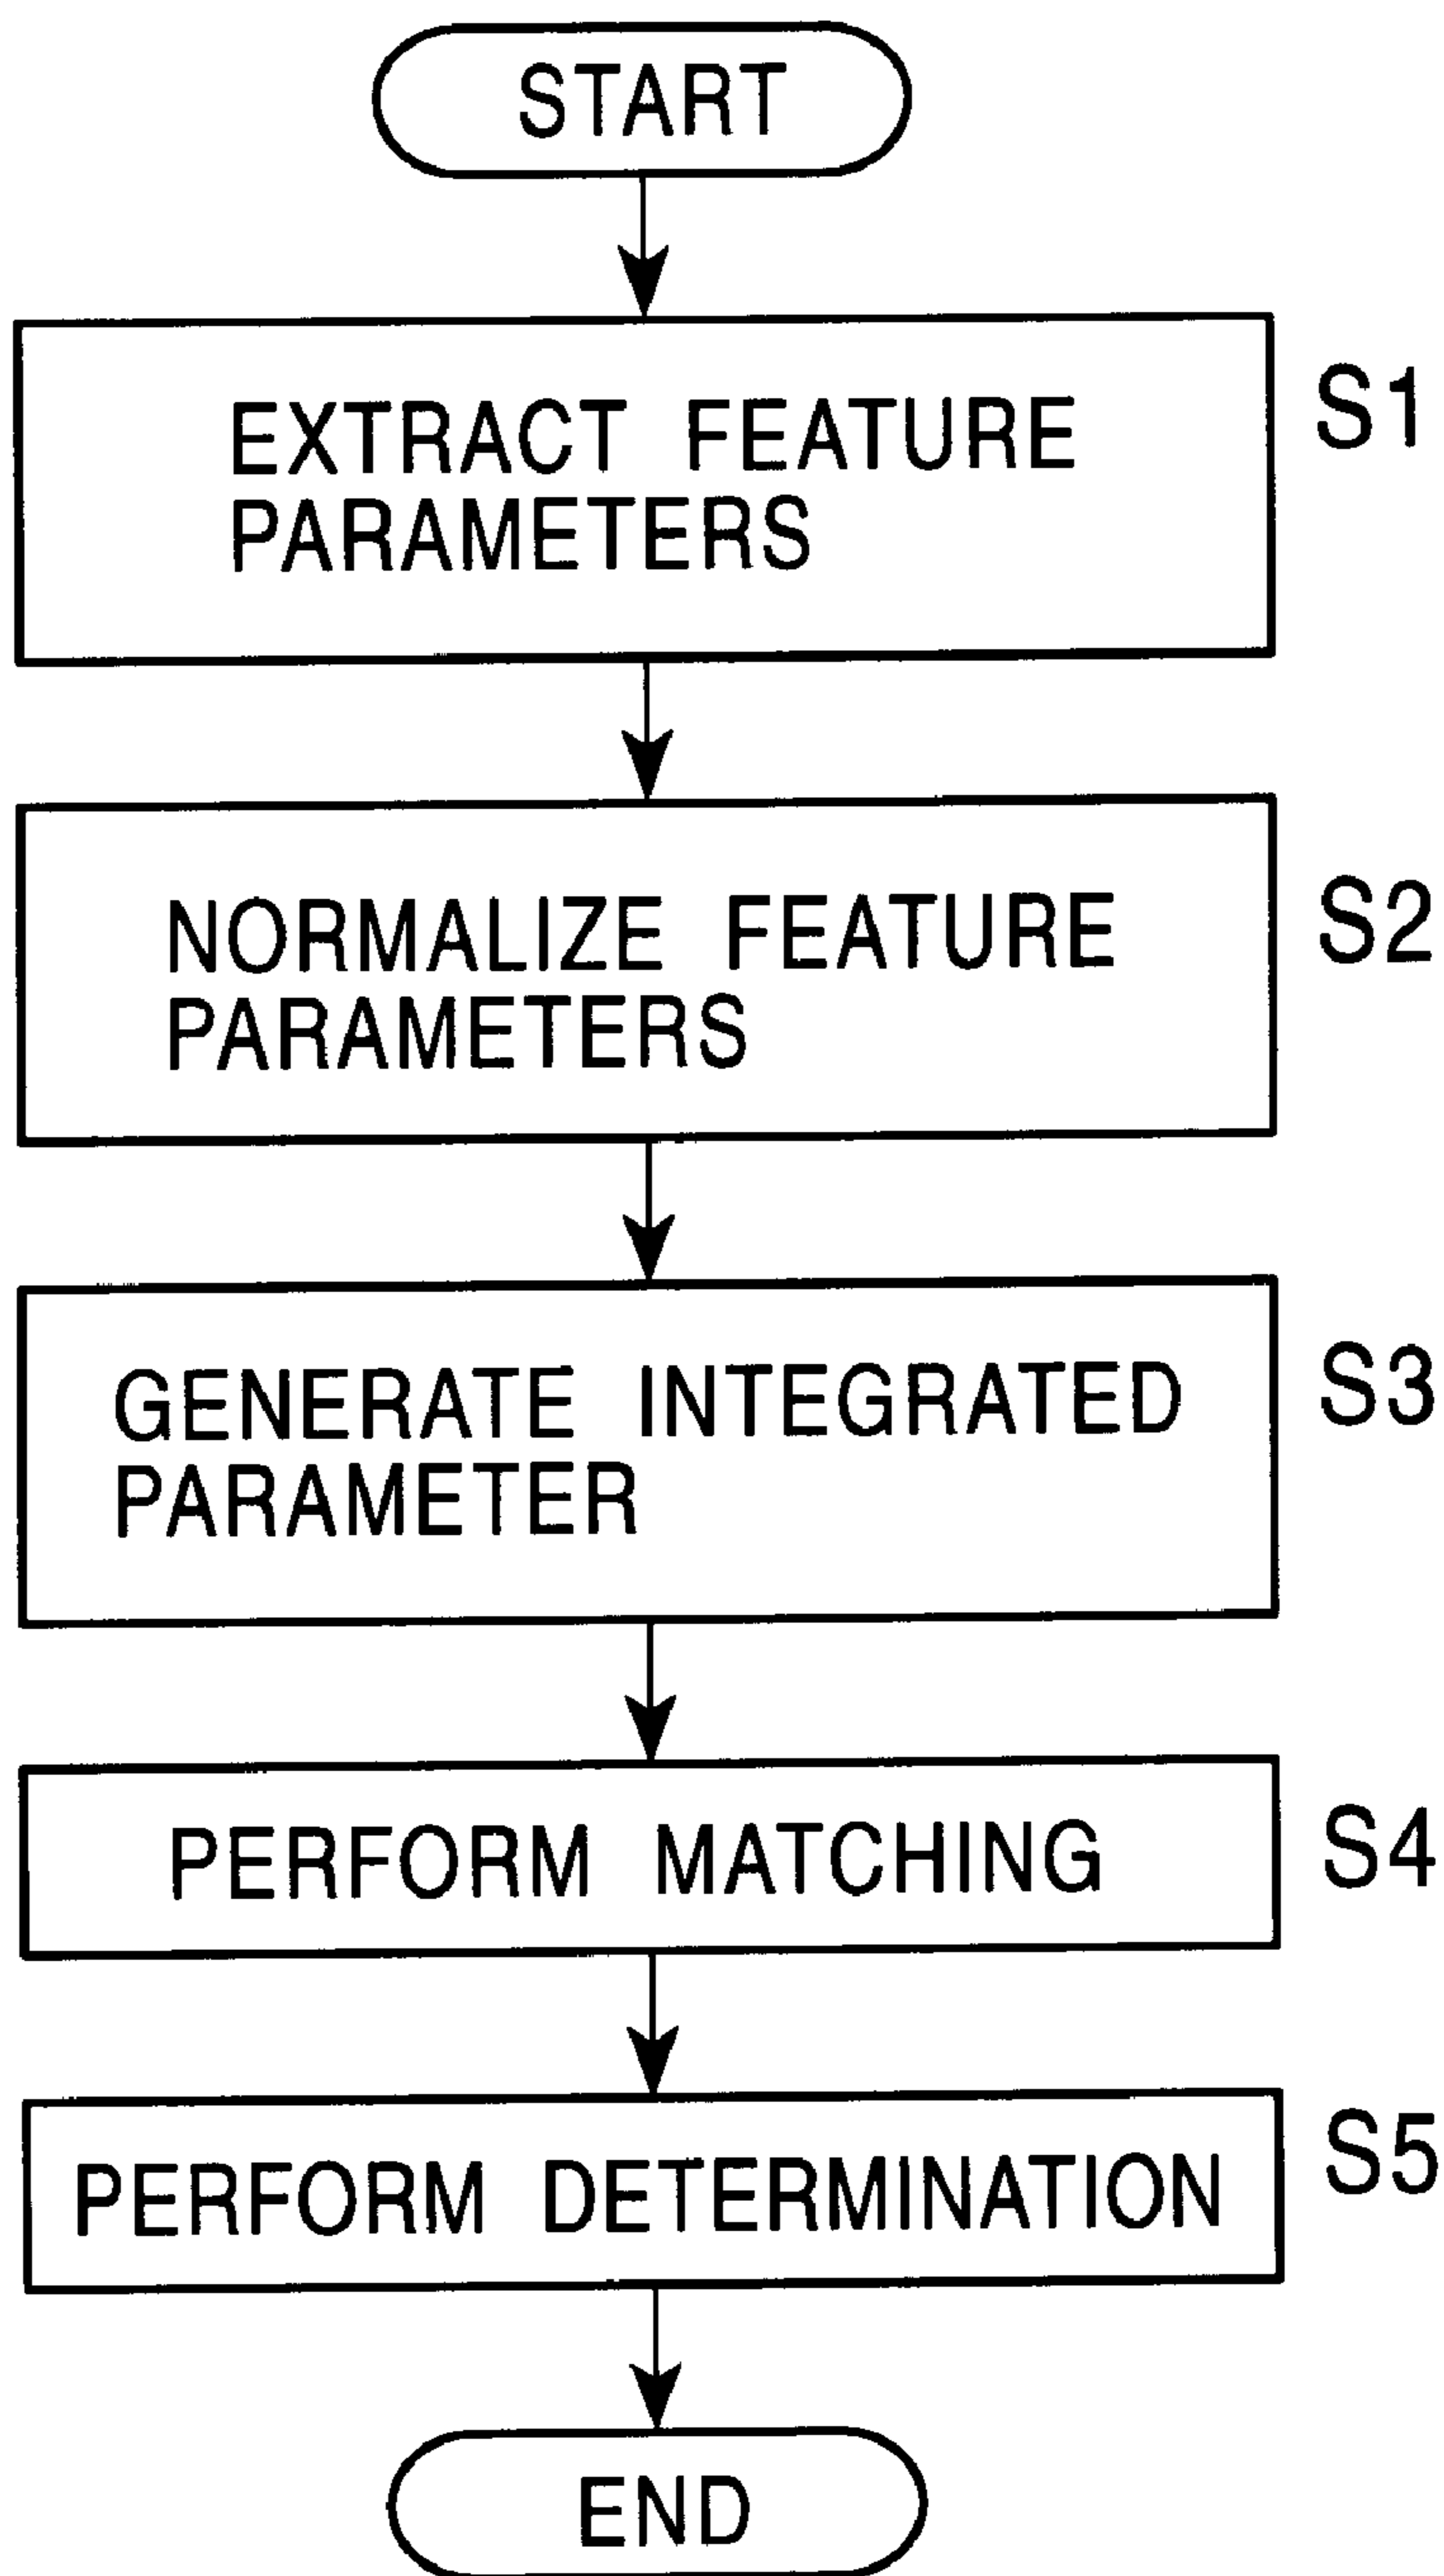 START
EXTRACT FEATURE
PARAMETERS
S1
NORMALIZE FEATURE
PARAMETERS
S2
GENERATE INTEGRATED
PARAMETER
S3
PERFORM MATCHING
S4
PERFORM DETERMINATION
S5
END